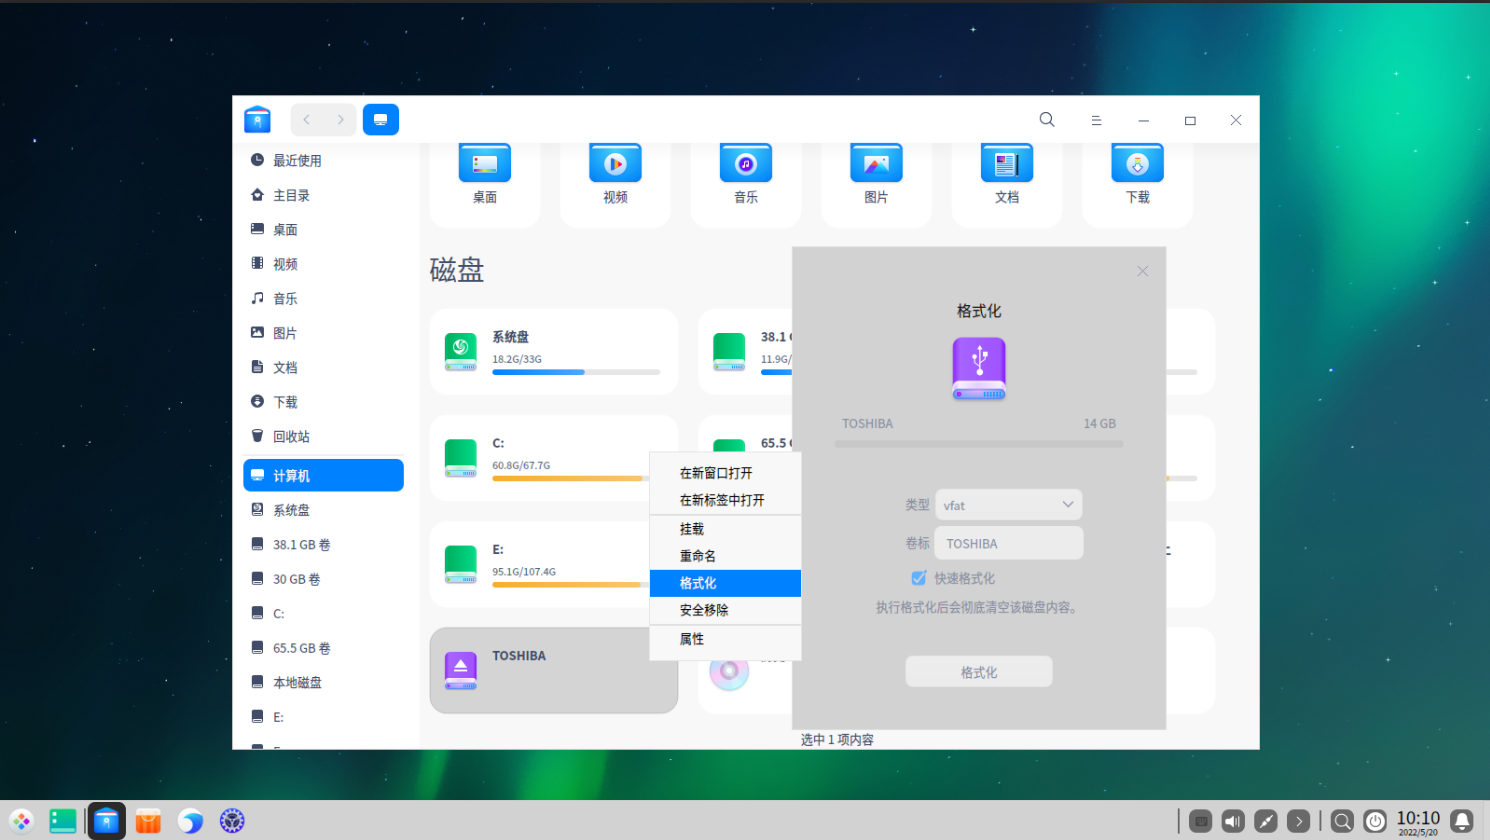 桌面
视频
音乐
图片
文档
下载
最近使用
主目录
桌面
视频
音乐
图片
文档
下载
回收站
计算机
系统盘
38.1 GB 卷
30 GB 卷
C:
65.5 GB 卷
本地磁盘
E:
磁盘
系统盘
18.2G/33G
38.1
11.9G/
C:
60.8G/67.7G
65.5
E:
95.1G/107.4G
TOSHIBA
在新窗口打开
在新标签中打开
挂载
重命名
格式化
安全移除
属性
格式化
TOSHIBA 14 GB
类型 vfat
卷标 TOSHIBA
快速格式化
执行格式化后会彻底清空该磁盘内容。
格式化
选中 1 项内容
10:10
2022/5/20